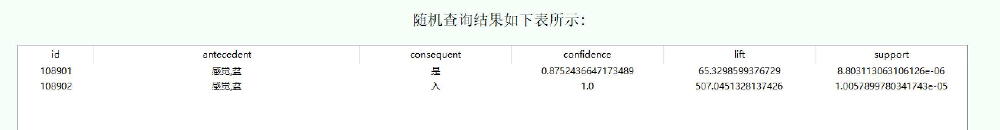 随机查询结果如下表所示:
id antecedent consequent confidence lift support
108901 感觉,盆 是 0.8752436647173489 65.3298599376729 8.803113063106126e-06
108902 感觉,盆 入 1.0 507.0451328137426 1.0057899780341743e-05